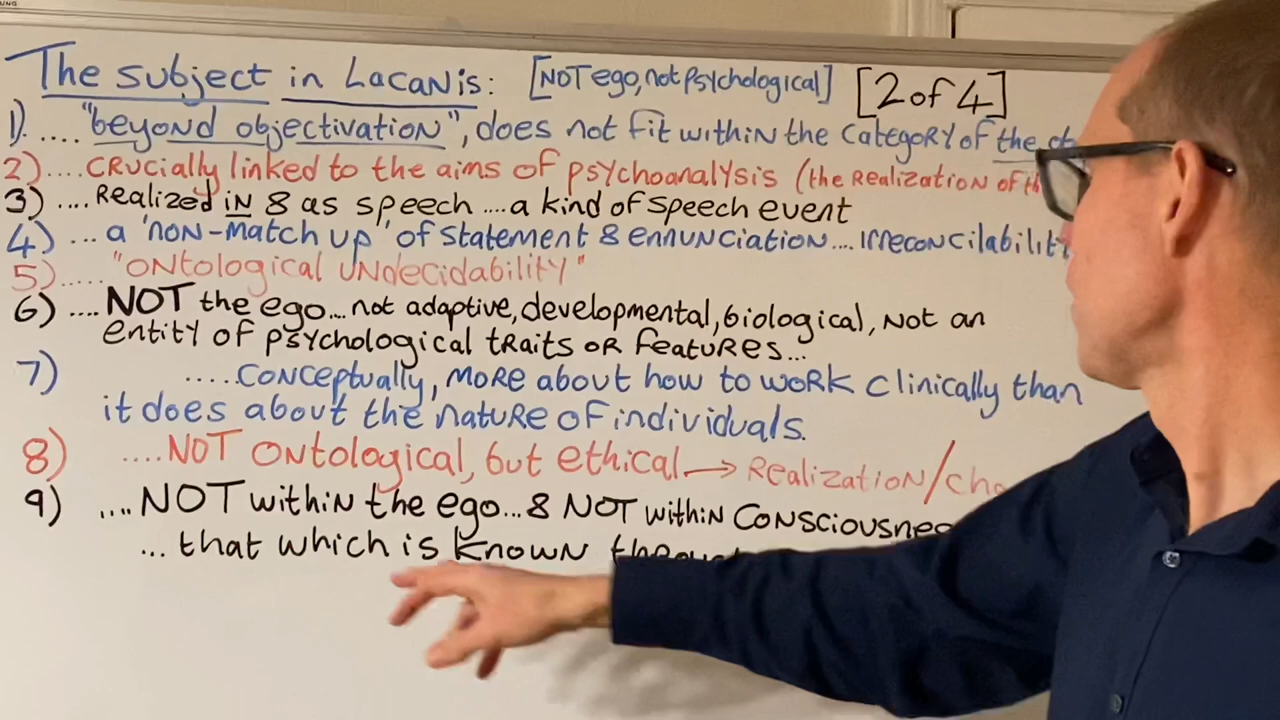 The subject in Lacan is: [NOT ego, not psychological] [2 of 4]
1). .... "beyond objectivation", does not fit within the category of the
2).... CRUCIALLY linked to the aims of psychoanalysis (the Realization of
3) .... Realized IN & as speech .... a kind of speech event
4) ... a 'non-match up' of statement & ennunciation .... irreconcilability
5)..... "Ontological undecidability"
6) .... NOT the ego... not adaptive, developmental, biological, not an
entity of psychological traits or features...
7) ..... Conceptually, more about how to work clinically than
it does about the nature of individuals.
8) .... NOT Ontological, but ethical → Realization/
9) .... NOT within the ego... & NOT within
... that which is known